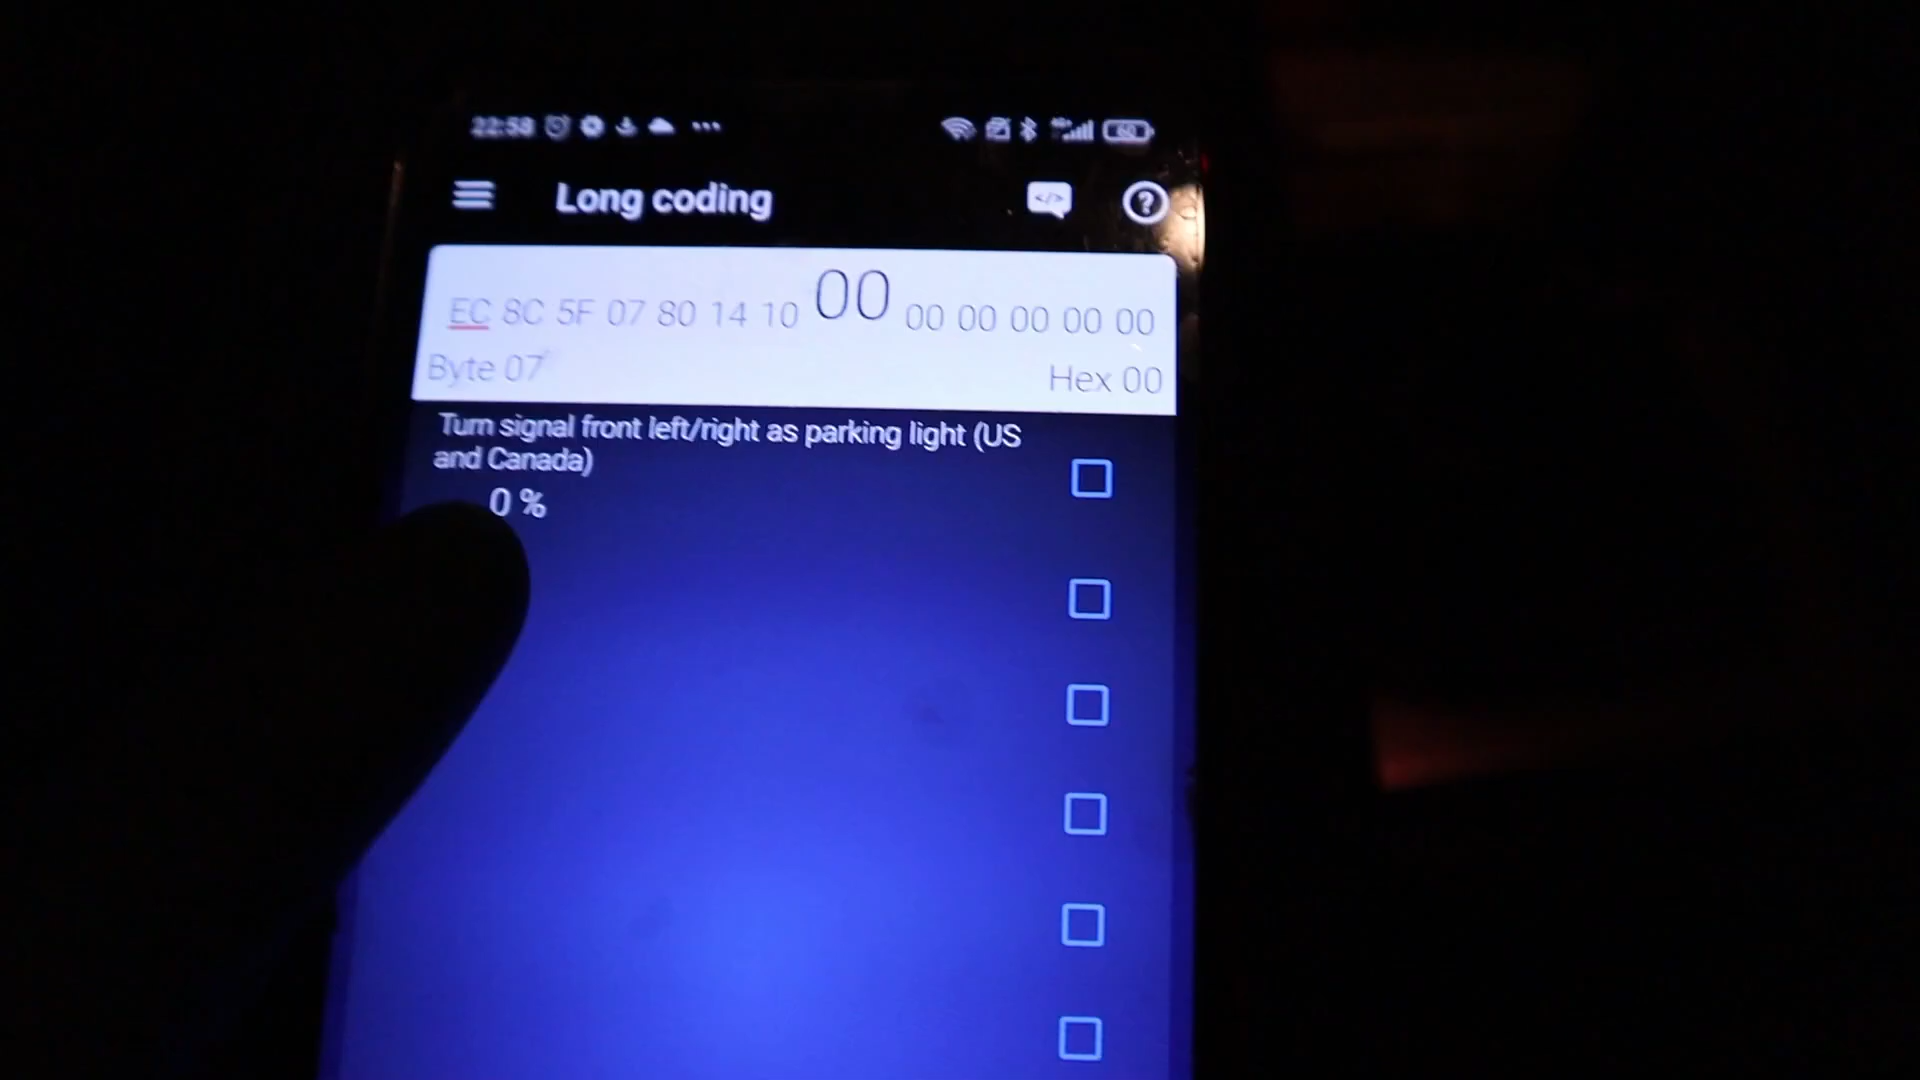 22:58
60
Long coding
</>
?
EC 8C 5F 07 80 14 10 00 00 00 00 00 00
Byte 07
Hex 00
Turn signal front left/right as parking light (US
and Canada)
0 %